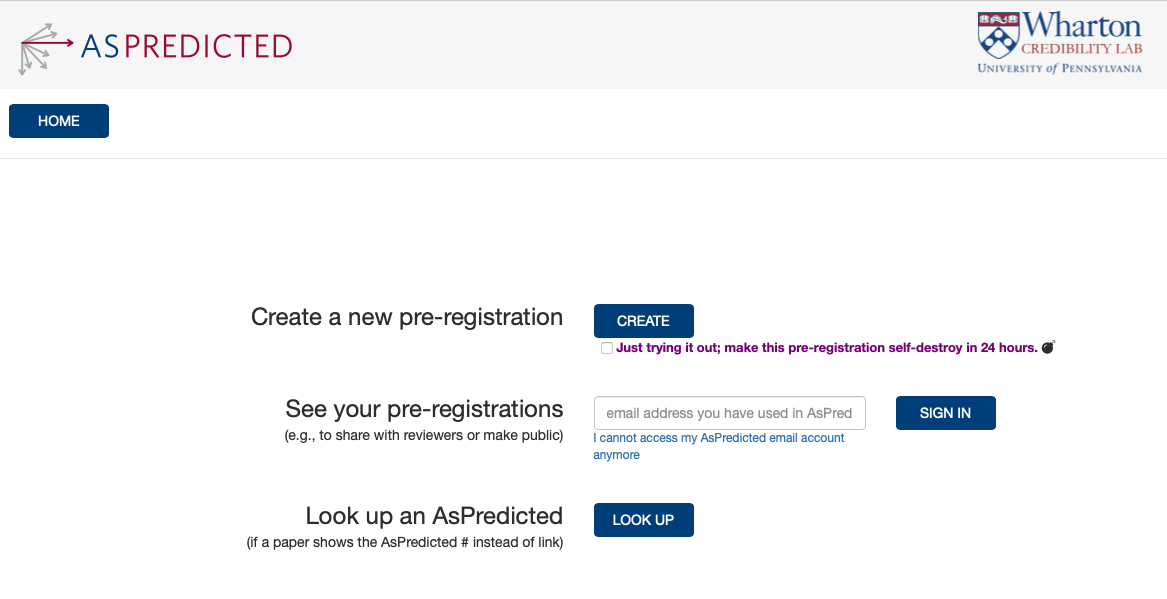 ASPREDICTED
Wharton
CREDIBILITY LAB
UNIVERSITY of PENNSYLVANIA
HOME
Create a new pre-registration
CREATE
Just trying it out; make this pre-registration self-destroy in 24 hours.
See your pre-registrations
(e.g., to share with reviewers or make public)
email address you have used in AsPred
SIGN IN
I cannot access my AsPredicted email account
anymore
Look up an AsPredicted
(if a paper shows the AsPredicted # instead of link)
LOOK UP